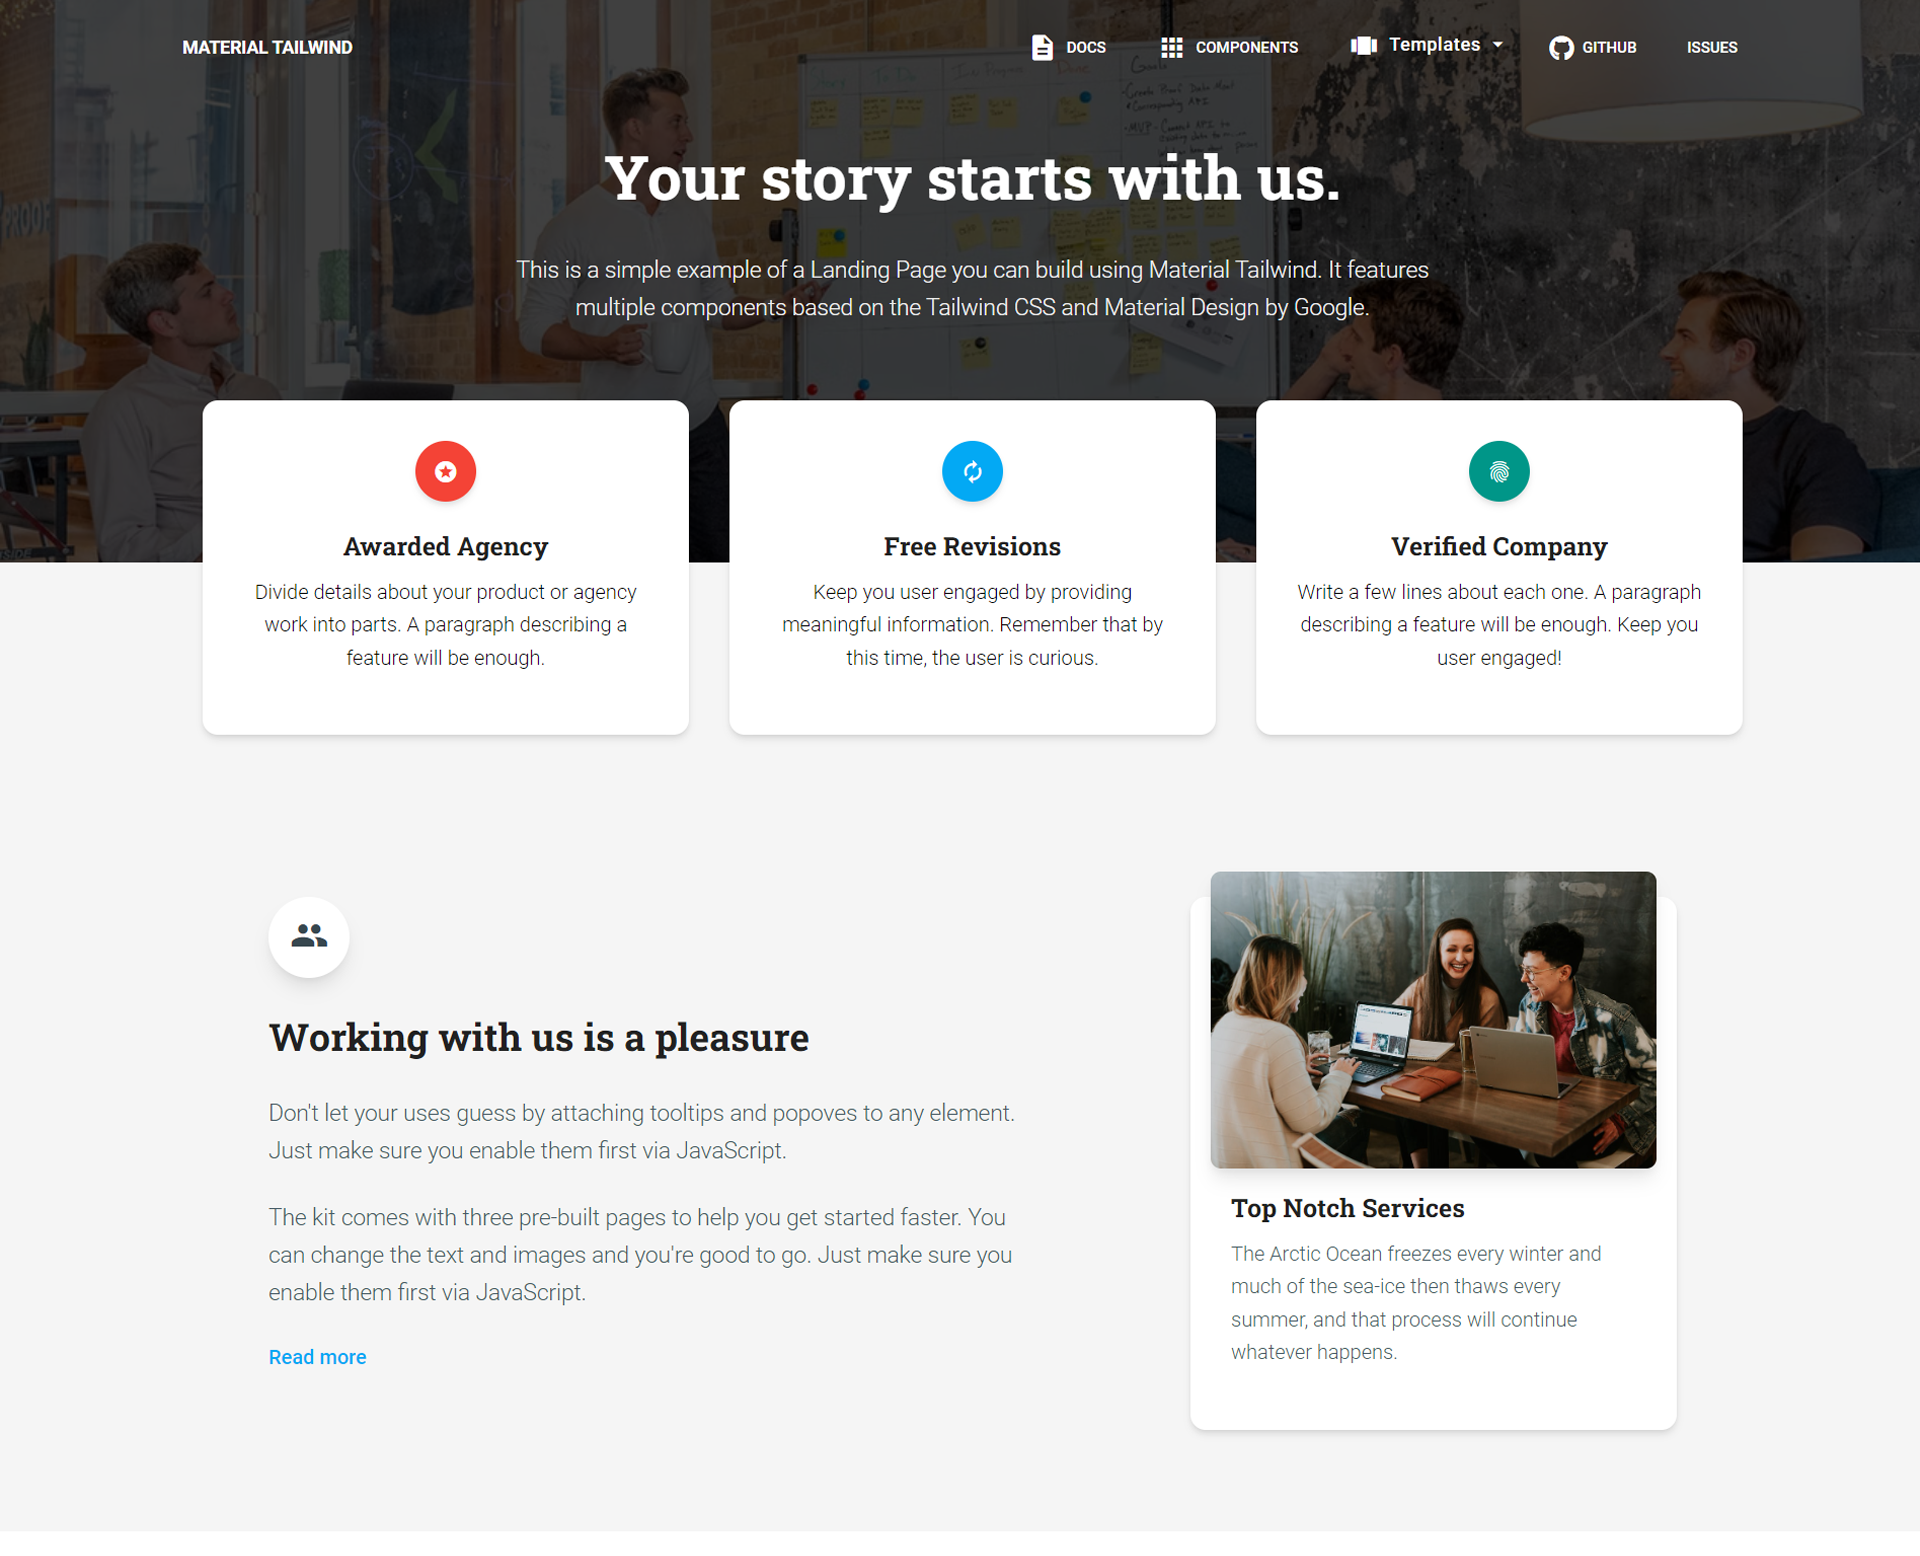 MATERIAL TAILWIND
DOCS
COMPONENTS
Templates
GITHUB
ISSUES
Your story starts with us.
This is a simple example of a Landing Page you can build using Material Tailwind. It features
multiple components based on the Tailwind CSS and Material Design by Google.
Awarded Agency
Divide details about your product or agency
work into parts. A paragraph describing a
feature will be enough.
Free Revisions
Keep you user engaged by providing
meaningful information. Remember that by
this time, the user is curious.
Verified Company
Write a few lines about each one. A paragraph
describing a feature will be enough. Keep you
user engaged!
Working with us is a pleasure
Don't let your uses guess by attaching tooltips and popoves to any element.
Just make sure you enable them first via JavaScript.
The kit comes with three pre-built pages to help you get started faster. You
can change the text and images and you're good to go. Just make sure you
enable them first via JavaScript.
Read more
Top Notch Services
The Arctic Ocean freezes every winter and
much of the sea-ice then thaws every
summer, and that process will continue
whatever happens.